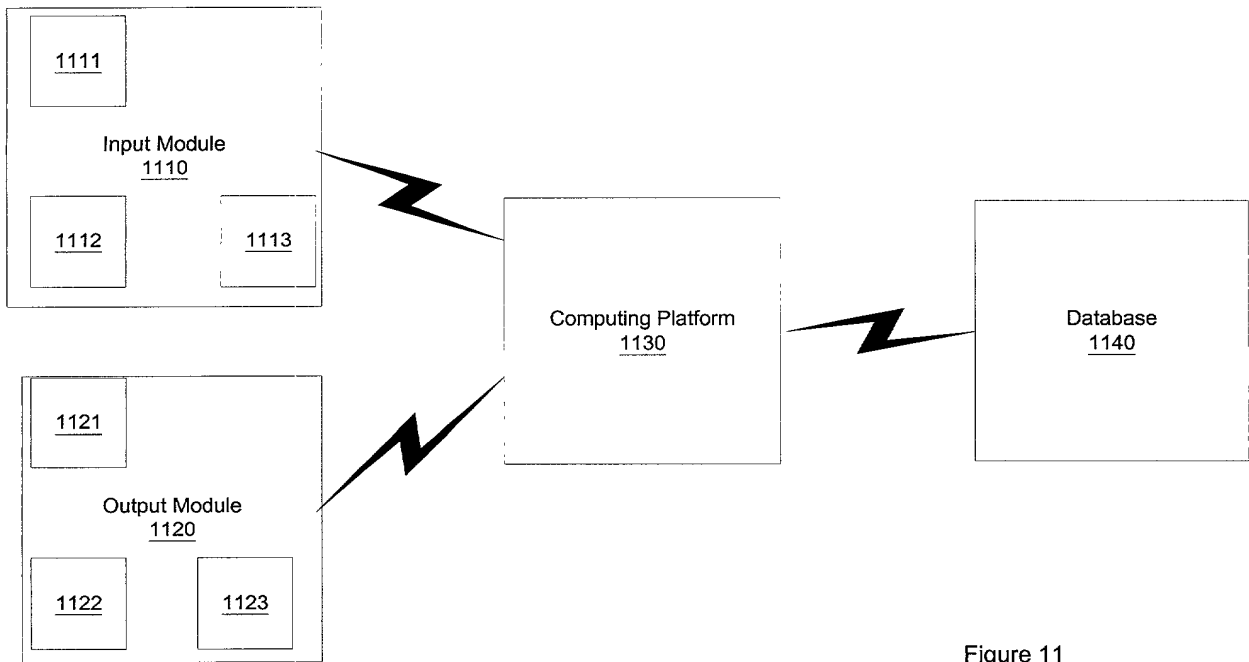 1111
Input Module
1110
1112
1113
1121
Output Module
1120
1122
1123
Computing Platform
1130
Database
1140
Figure 11